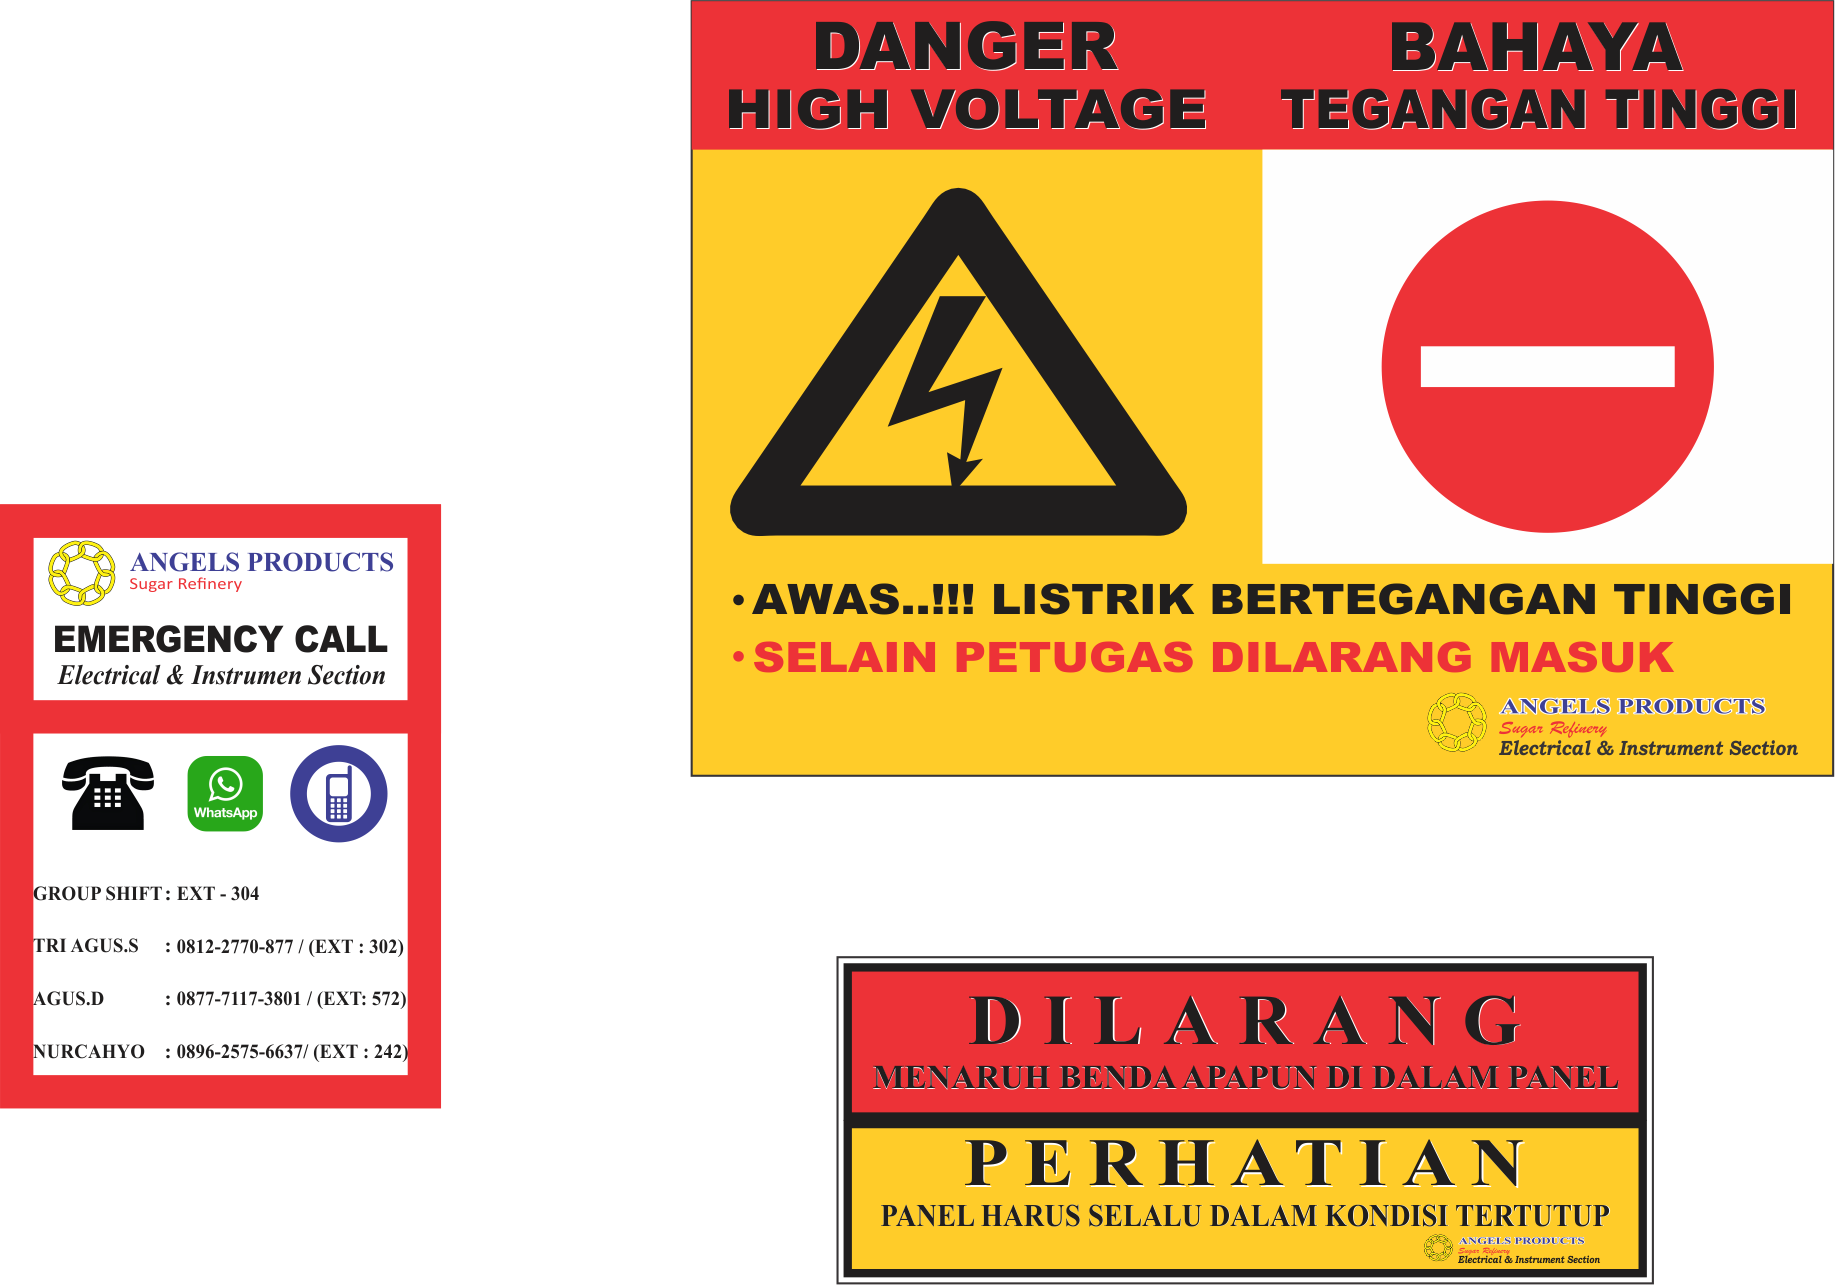 DANGER
HIGH VOLTAGE
BAHAYA
TEGANGAN TINGGI
• AWAS..!!! LISTRIK BERTEGANGAN TINGGI
• SELAIN PETUGAS DILARANG MASUK
ANGELS PRODUCTS
Sugar Refinery
Electrical & Instrument Section
ANGELS PRODUCTS
Sugar Refinery
EMERGENCY CALL
Electrical & Instrumen Section
WhatsApp
GROUP SHIFT : EXT - 304
TRI AGUS.S : 0812-2770-877 / (EXT : 302)
AGUS.D : 0877-7117-3801 / (EXT: 572)
NURCAHYO : 0896-2575-6637/ (EXT : 242)
DILARANG
MENARUH BENDA APAPUN DI DALAM PANEL
PERHATIAN
PANEL HARUS SELALU DALAM KONDISI TERTUTUP
ANGELS PRODUCTS
Sugar Refinery
Electrical & Instrument Section